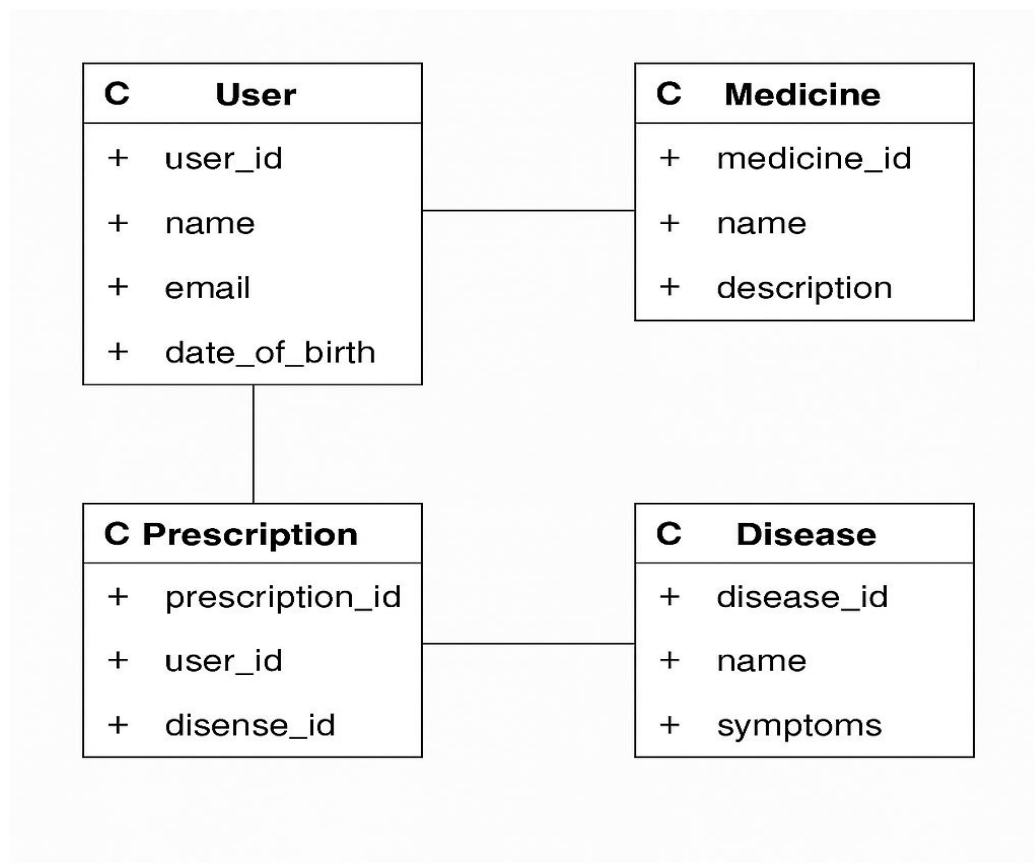 C User
+ user_id
+ name
+ email
+ date_of_birth
C Medicine
+ medicine_id
+ name
+ description
C Prescription
+ prescription_id
+ user_id
+ disense_id
C Disease
+ disease_id
+ name
+ symptoms